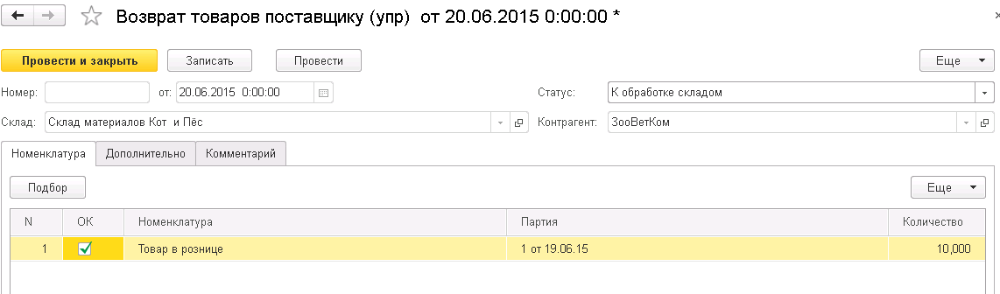 Возврат товаров поставщику (упр) от 20.06.2015 0:00:00 *
Провести и закрыть Записать Провести Еще
Номер: от: 20.06.2015 0:00:00 Статус: К обработке складом
Склад: Склад материалов Кот и Пёс Контрагент: ЗооВетКом
Номенклатура Дополнительно Комментарий
Подбор Еще
N ОК Номенклатура Партия Количество
1 Товар в рознице 1 от 19.06.15 10,000